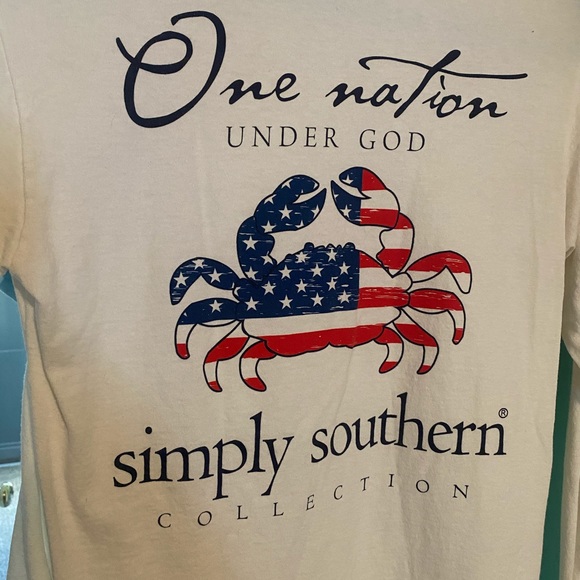 One nation
UNDER GOD
simply southern®
COLLECTION